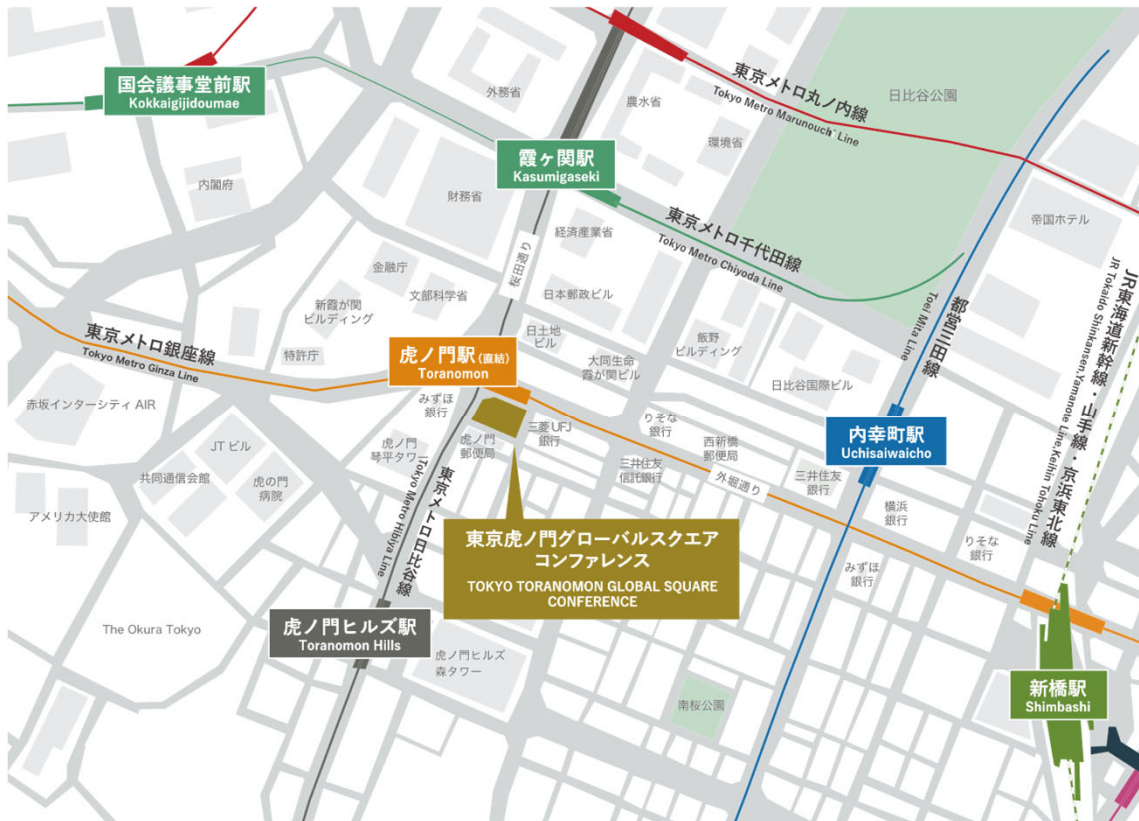 国会議事堂前駅
Kokkaigijidoumae
外務省
農水省
東京メトロ丸ノ内線
Tokyo Metro Marunouch` Line
日比谷公園
環境省
霞ヶ関駅
Kasumigaseki
内閣府
財務省
経済産業省
東京メトロ千代田線
Tokyo Metro Chiyoda Line
帝国ホテル
桜田通り
金融庁
文部科学省
日本郵政ビル
新霞が関
ビルディング
特許庁
日土地
ビル
大同生命
霞が関ビル
飯野
ビルディング
日比谷国際ビル
都営三田線
Toei Mita Line
JR東海道新幹線・山手線・京浜東北線
JR Tokaido Shinkansen.Yamanote Line.Keihin Tohoku Line
東京メトロ銀座線
Tokyo Metro Ginza Line
虎ノ門駅(直結)
Toranomon
赤坂インターシティ AIR
みずほ
銀行
三菱UFJ
銀行
りそな
銀行
西新橋
郵便局
内幸町駅
Uchisaiwaicho
JT ビル
虎ノ門
琴平タワー
虎ノ門
郵便局
三井住友
信託銀行
外堀通り
三井住友
銀行
共同通信会館
虎の門
病院
アメリカ大使館
東京メトロ日比谷線
Tokyo Metro Hibiya Line
横浜
銀行
りそな
銀行
みずほ
銀行
東京虎ノ門グローバルスクエア
コンファレンス
TOKYO TORANOMON GLOBAL SQUARE
CONFERENCE
The Okura Tokyo
虎ノ門ヒルズ駅
Toranomon Hills
虎ノ門ヒルズ
森タワー
南桜公園
新橋駅
Shimbashi